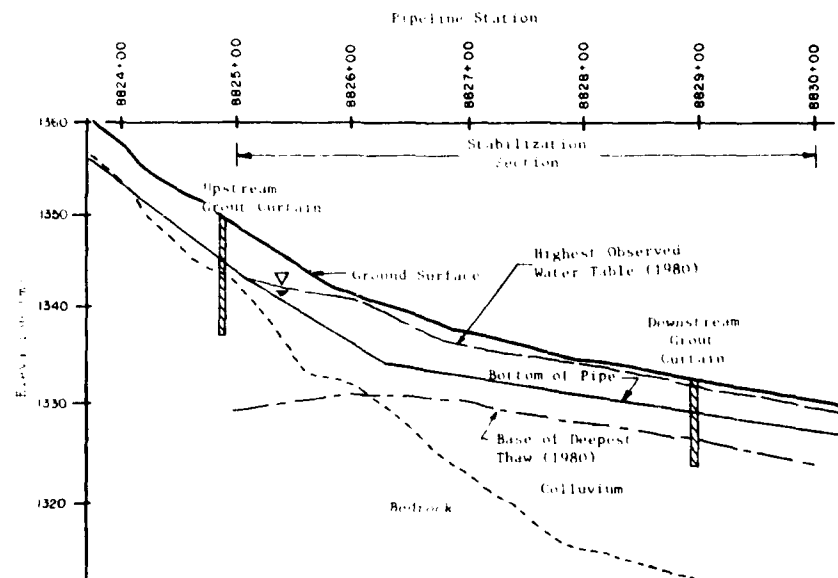 Pipeline Station
8824+00
8825+00
8826+00
8827+00
8828+00
8829+00
8830+00
1360
Stabilization
Section
Upstream
Grout Curtain
1350
Highest Observed
Water Table (1980)
Ground Surface
1340
Downstream
Grout
Curtain
Bottom of Pipe
1330
Base of Deepest
Thaw (1980)
Colluvium
Bedrock
1320